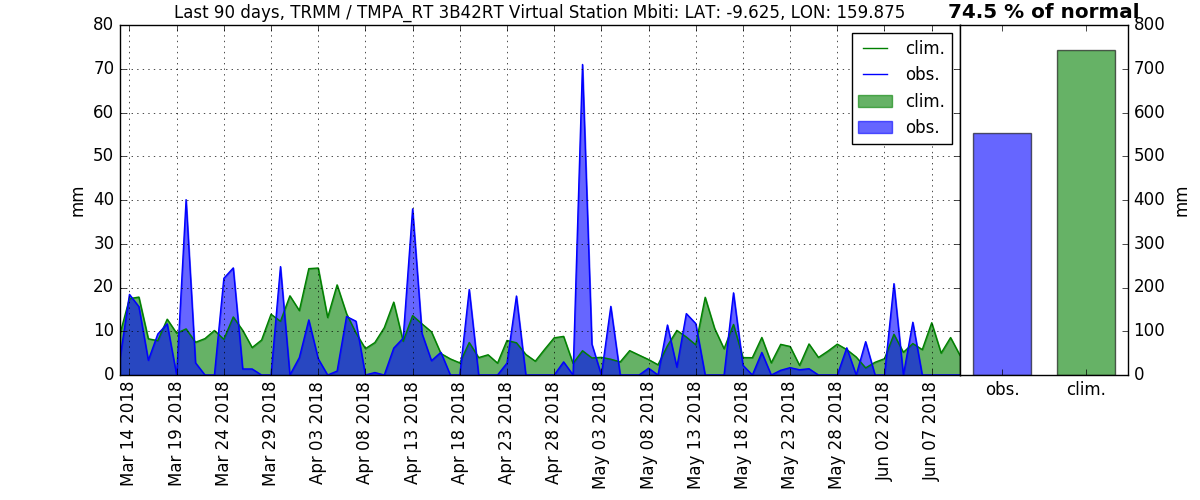 Last 90 days, TRMM / TMPA_RT 3B42RT Virtual Station Mbiti: LAT: -9.625, LON: 159.875
74.5 % of normal
80
70
60
50
40
30
20
10
0
mm
clim.
obs.
clim.
obs.
800
700
600
500
400
300
200
100
0
mm
obs.
clim.
Mar 14 2018
Mar 19 2018
Mar 24 2018
Mar 29 2018
Apr 03 2018
Apr 08 2018
Apr 13 2018
Apr 18 2018
Apr 23 2018
Apr 28 2018
May 03 2018
May 08 2018
May 13 2018
May 18 2018
May 23 2018
May 28 2018
Jun 02 2018
Jun 07 2018